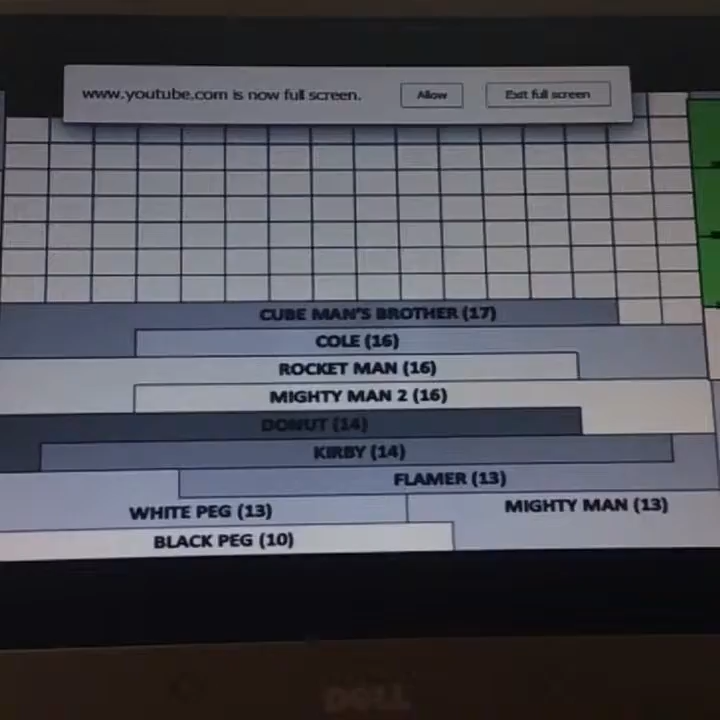 www.youtube.com is now full screen. Allow Exit full screen
CUBE MAN'S BROTHER (17)
COLE (16)
ROCKET MAN (16)
MIGHTY MAN 2 (16)
DONUT (14)
KIRBY (14)
FLAMER (13)
WHITE PEG (13) MIGHTY MAN (13)
BLACK PEG (10)
DELL